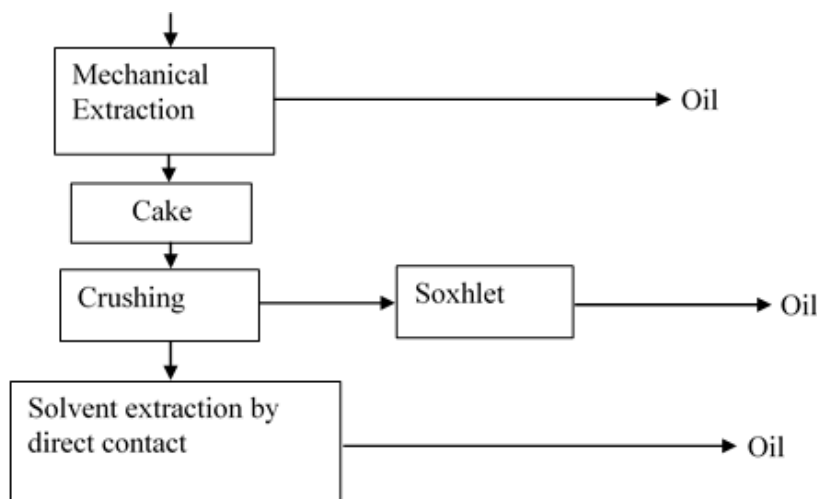 Mechanical
Extraction
Oil
Cake
Crushing
Soxhlet
Oil
Solvent extraction by
direct contact
Oil